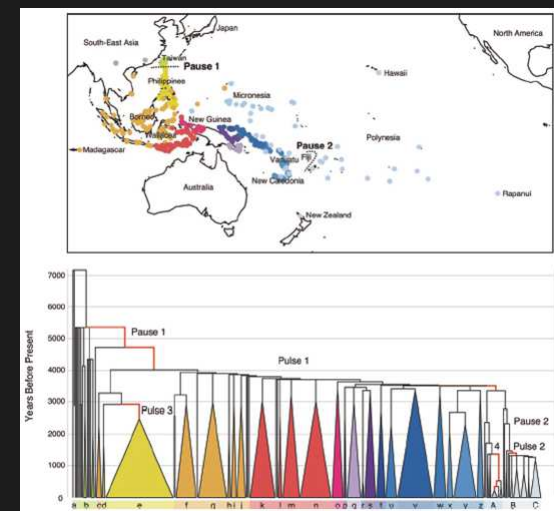 Japan
North America
South-East Asia
Taiwan
Pause 1
Philippines
Hawaii
Micronesia
Borneo
New Guinea
Wallacea
Madagascar
Pause 2
Polynesia
Vanuatu Fiji
Australia
New Caledonia
Rapanui
New Zealand
Years Before Present
7000
6000
5000
4000
3000
2000
1000
0
Pause 1
Pulse 1
Pulse 3
Pause 2
4
Pulse 2
a b c d e f g h i j k l m n o p q r s t u v w x y z A B C